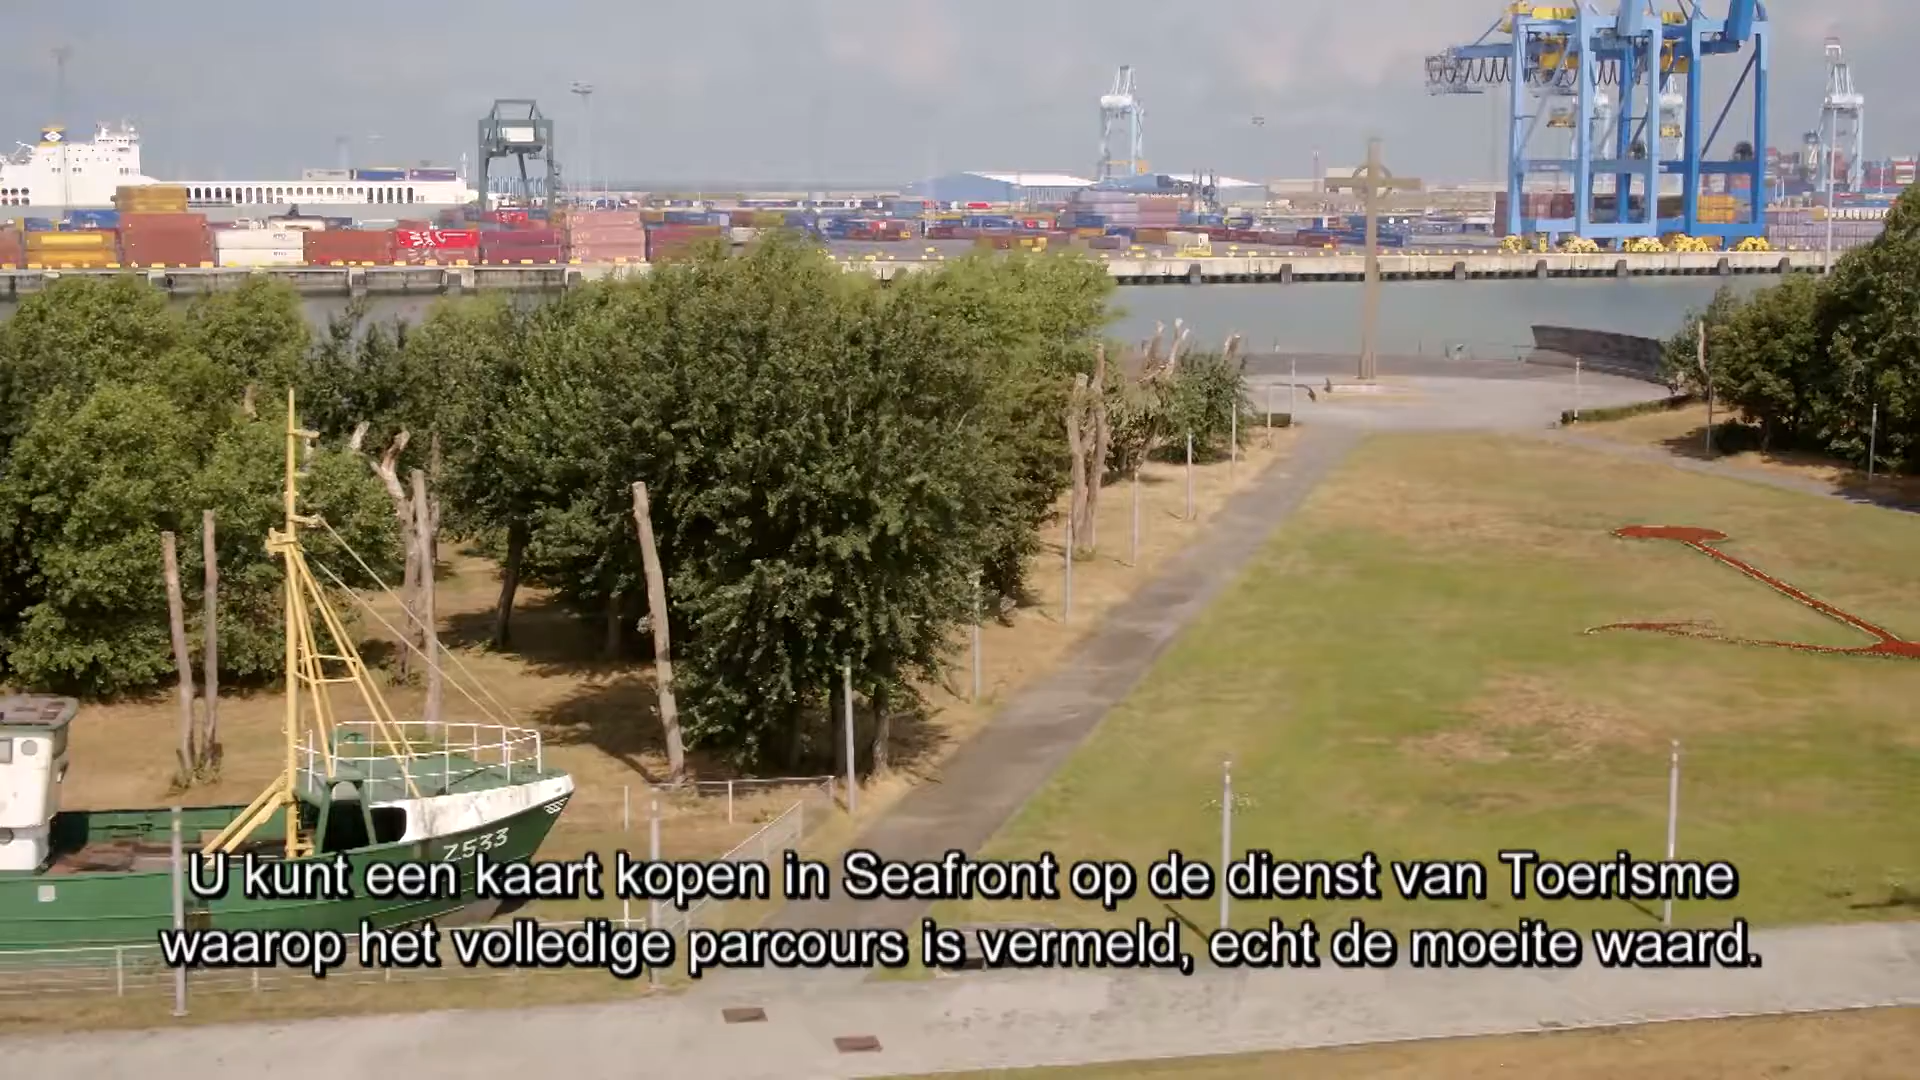 Z533
U kunt een kaart kopen in Seafront op de dienst van Toerisme
waarop het volledige parcours is vermeld, echt de moeite waard.